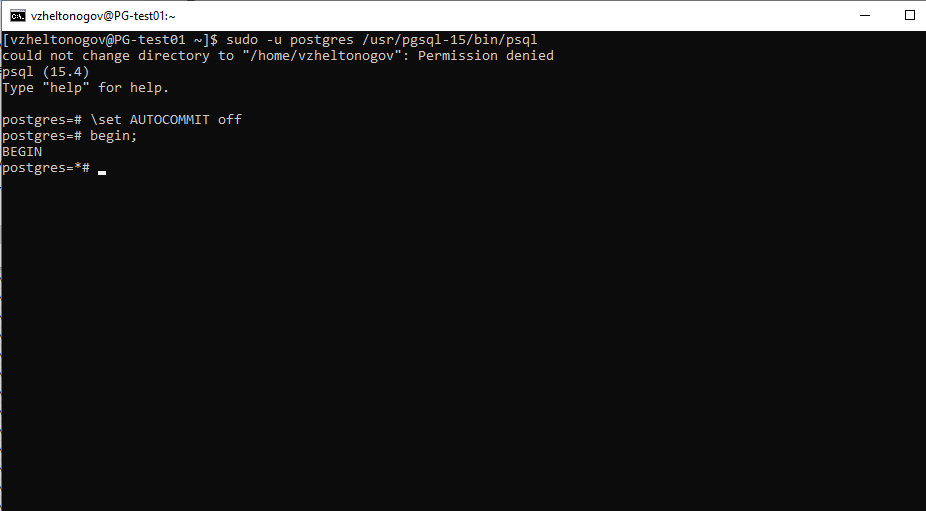 vzheltonogov@PG-test01:~
[vzheltonogov@PG-test01 ~]$ sudo -u postgres /usr/pgsql-15/bin/psql
could not change directory to "/home/vzheltonogov": Permission denied
psql (15.4)
Type "help" for help.
postgres=# \set AUTOCOMMIT off
postgres=# begin;
BEGIN
postgres=*#